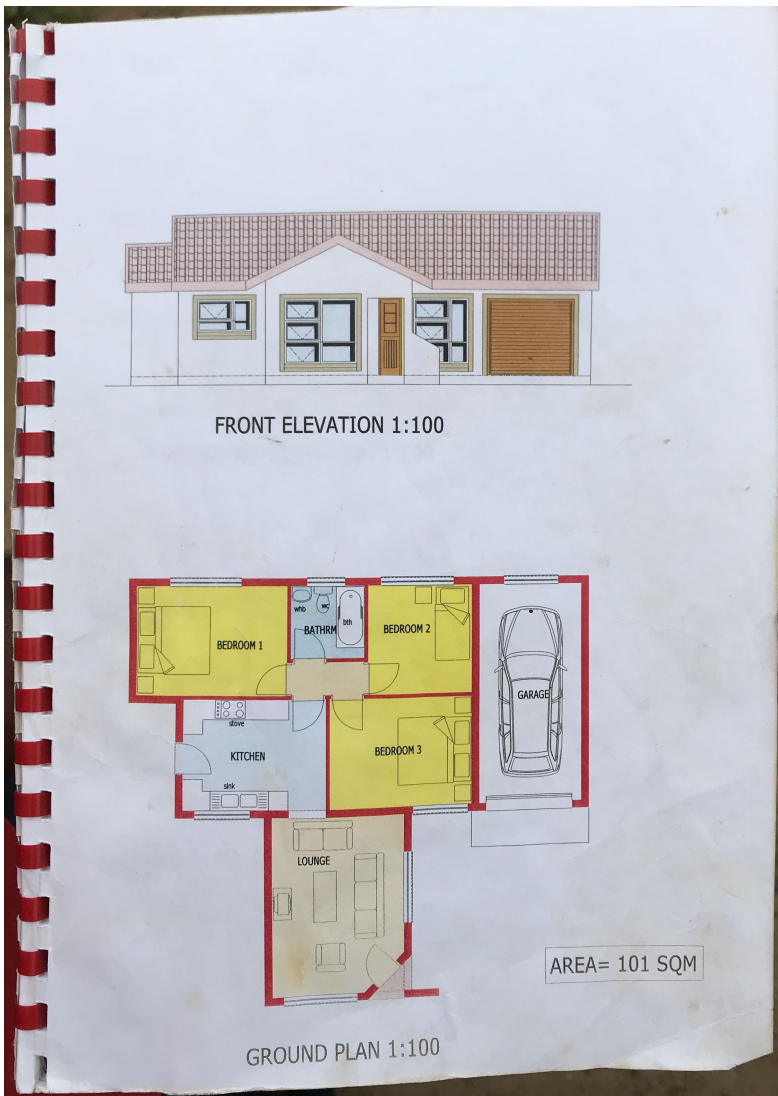 FRONT ELEVATION 1:100
BEDROOM 1
whb
WC
bth
BATHRM
BEDROOM 2
GARAGE
stove
KITCHEN
BEDROOM 3
sink
LOUNGE
AREA= 101 SQM
GROUND PLAN 1:100